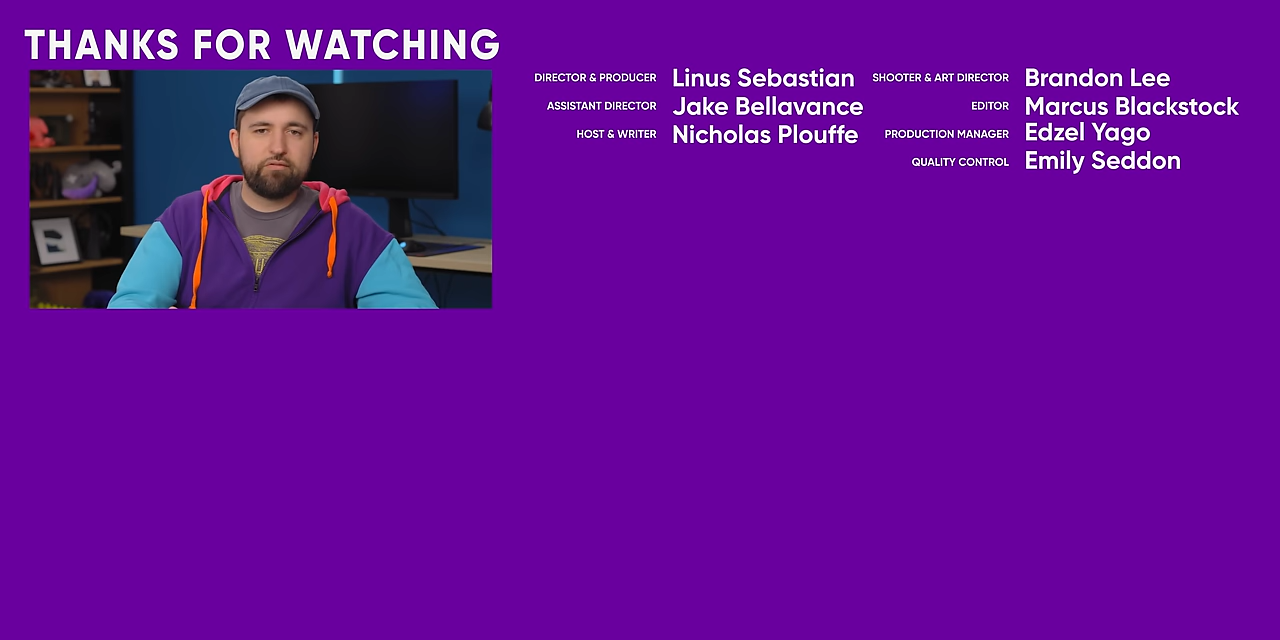 THANKS FOR WATCHING
DIRECTOR & PRODUCER Linus Sebastian
ASSISTANT DIRECTOR Jake Bellavance
HOST & WRITER Nicholas Plouffe
SHOOTER & ART DIRECTOR Brandon Lee
EDITOR Marcus Blackstock
PRODUCTION MANAGER Edzel Yago
QUALITY CONTROL Emily Seddon